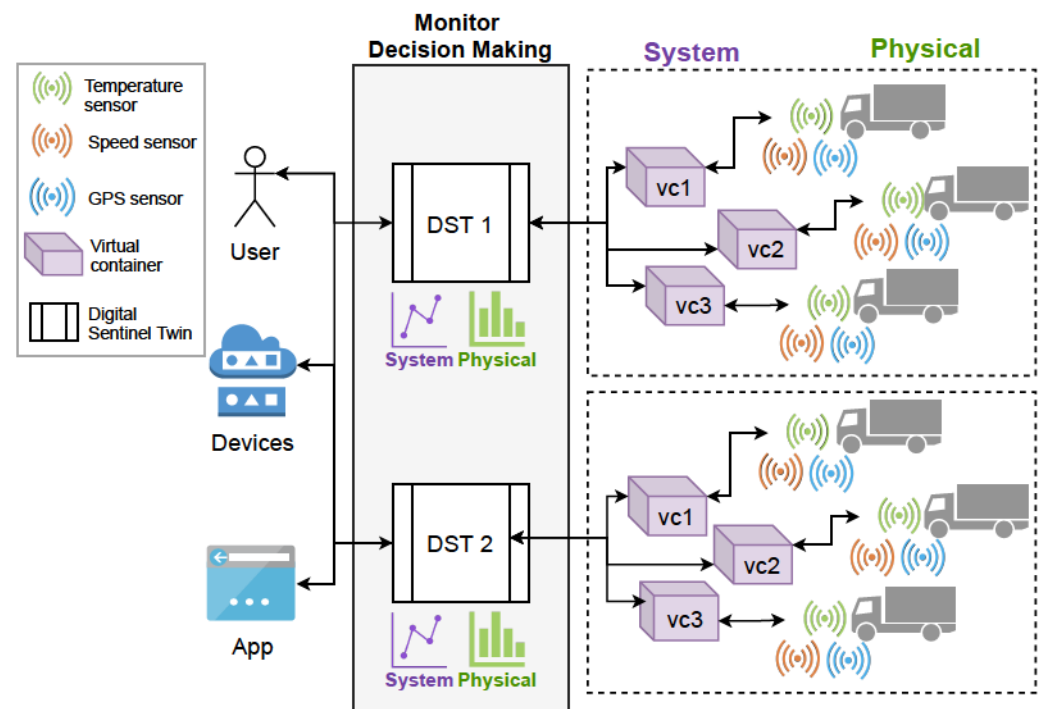 Monitor
Decision Making
System
Physical
Temperature
sensor
Speed sensor
GPS sensor
Virtual
container
Digital
Sentinel Twin
User
Devices
App
DST 1
System Physical
DST 2
System Physical
vc1
vc2
vc3
vc1
vc2
vc3